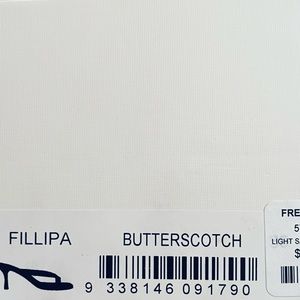 FILLIPA BUTTERSCOTCH
9 338146 091790
FRE
5
LIGHT S
$